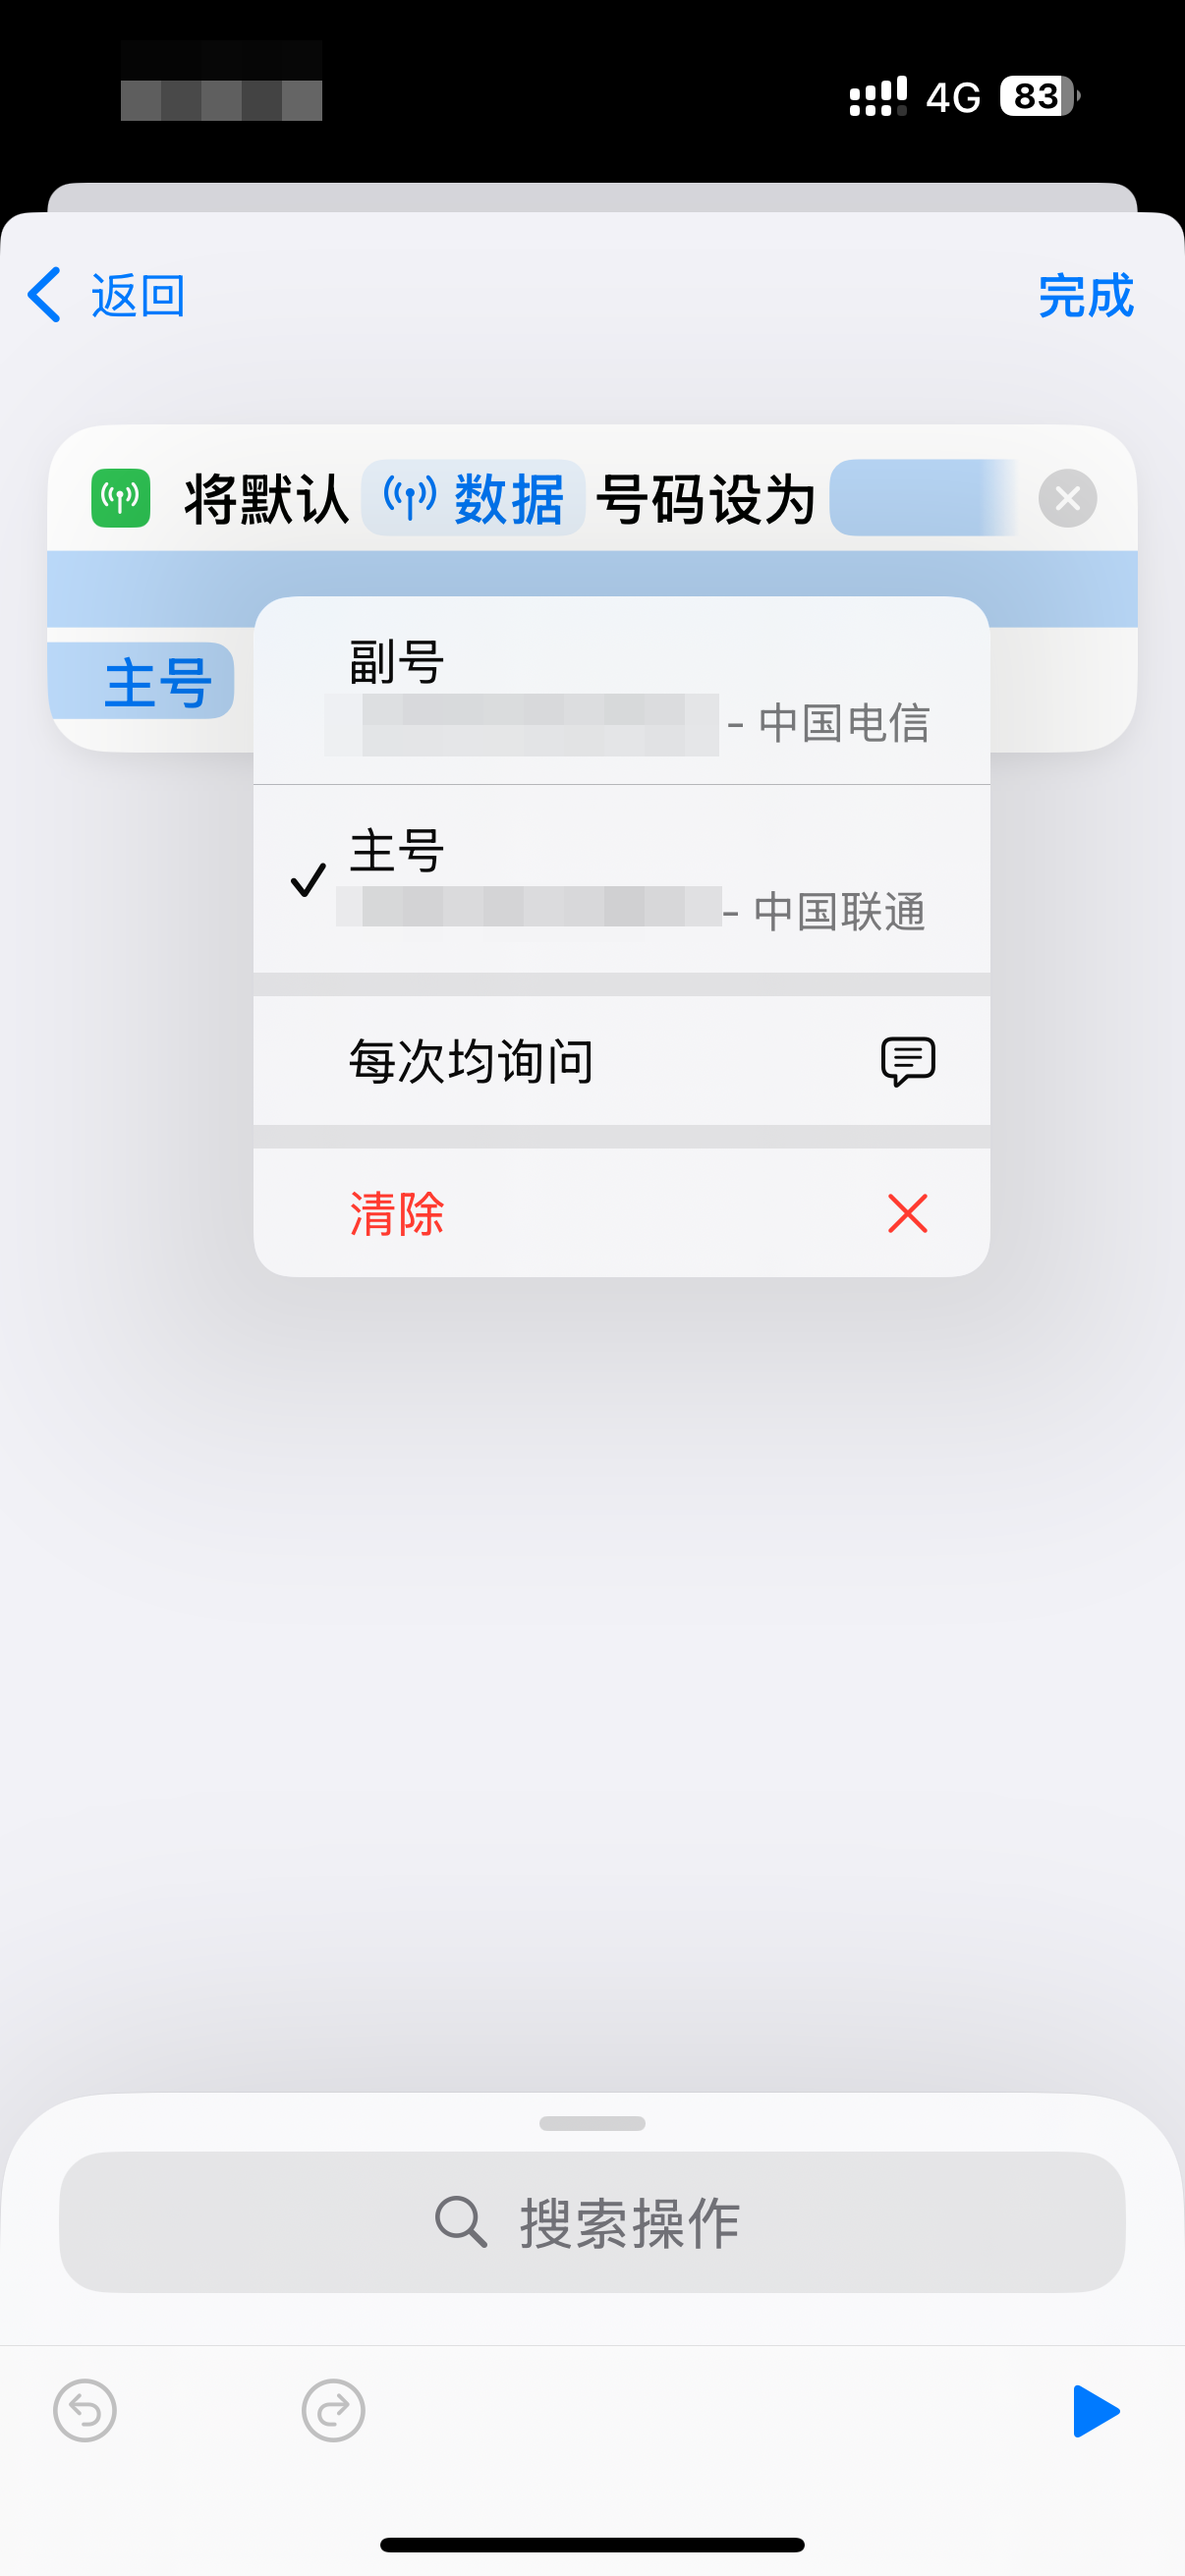 4G 83
返回 完成
将默认 数据 号码设为
主号
副号
- 中国电信
主号
- 中国联通
每次均询问
清除
搜索操作